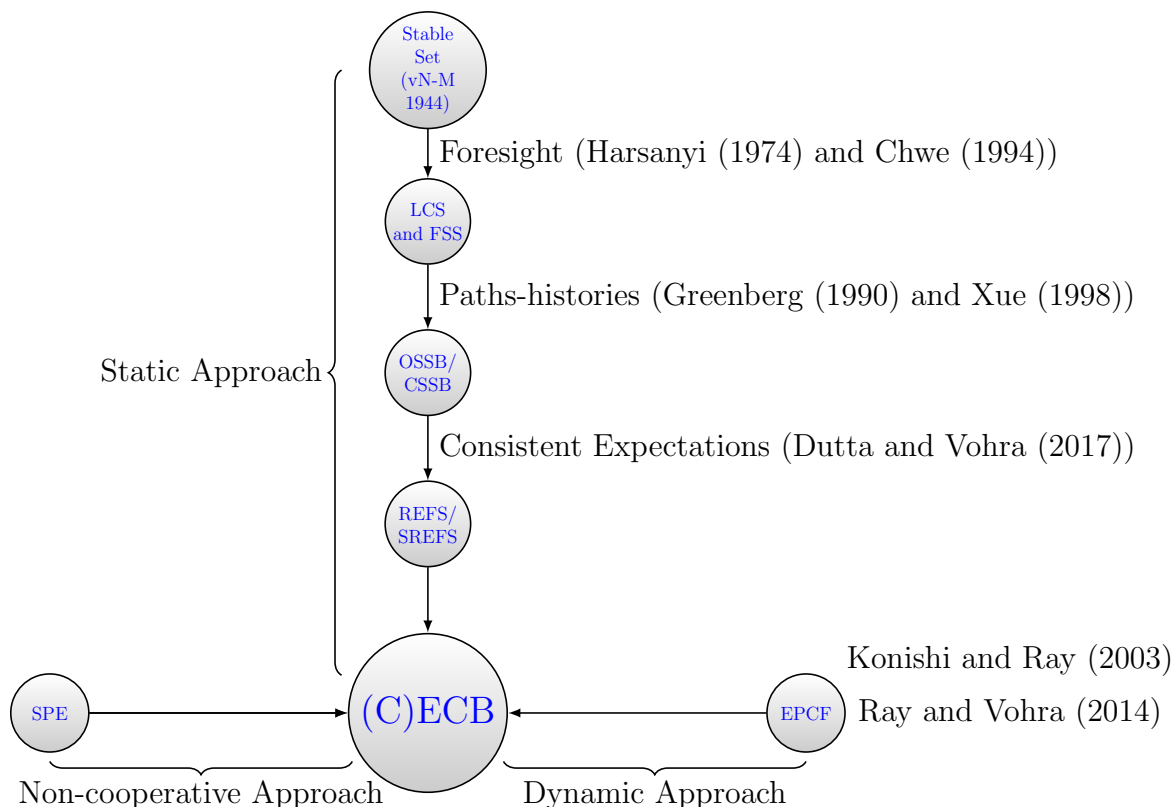 Stable
Set
(vN-M
1944)
Foresight (Harsanyi (1974) and Chwe (1994))
LCS
and FSS
Paths-histories (Greenberg (1990) and Xue (1998))
Static Approach
OSSB/
CSSB
Consistent Expectations (Dutta and Vohra (2017))
REFS/
SREFS
Konishi and Ray (2003)
SPE
(C)ECB
EPCF
Ray and Vohra (2014)
Non-cooperative Approach
Dynamic Approach